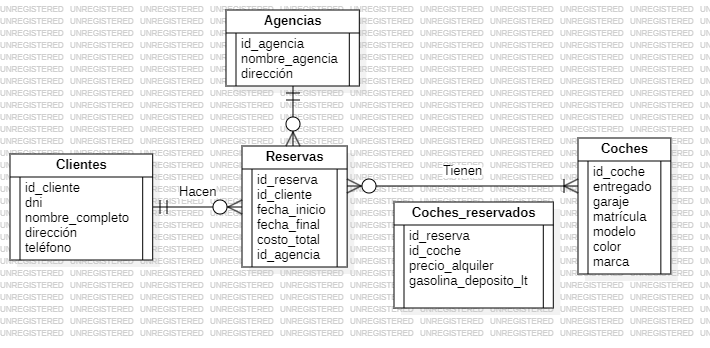 Agencias
id_agencia
nombre_agencia
dirección
Clientes
id_cliente
dni
nombre_completo
dirección
teléfono
Hacen
Reservas
id_reserva
id_cliente
fecha_inicio
fecha_final
costo_total
id_agencia
Tienen
Coches_reservados
id_reserva
id_coche
precio_alquiler
gasolina_deposito_lt
Coches
id_coche
entregado
garaje
matrícula
modelo
color
marca
UNREGISTERED